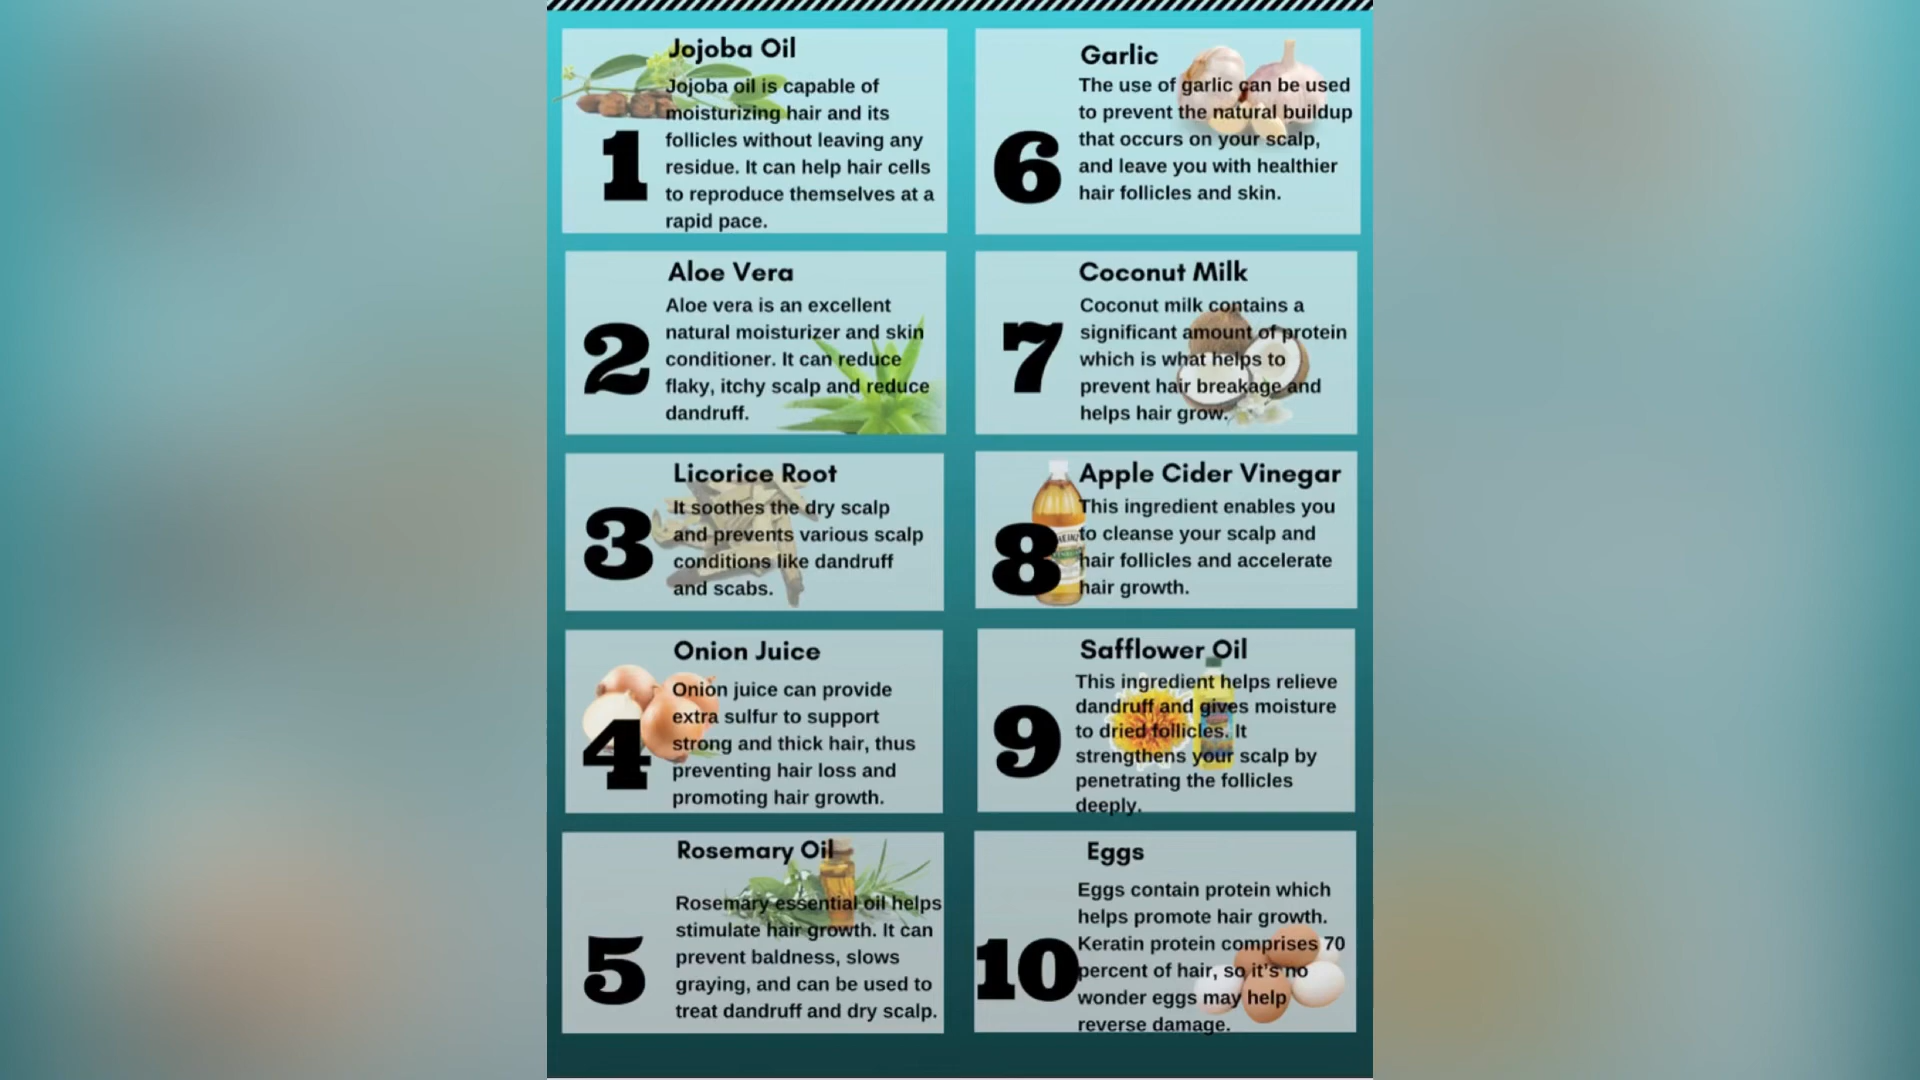 Jojoba Oil
Jojoba oil is capable of
moisturizing hair and its
follicles without leaving any
residue. It can help hair cells
to reproduce themselves at a
rapid pace.
1
Aloe Vera
Aloe vera is an excellent
natural moisturizer and skin
conditioner. It can reduce
flaky, itchy scalp and reduce
dandruff.
2
Licorice Root
It soothes the dry scalp
and prevents various scalp
conditions like dandruff
and scabs.
3
Onion Juice
Onion juice can provide
extra sulfur to support
strong and thick hair, thus
preventing hair loss and
promoting hair growth.
4
Rosemary Oil
Rosemary essential oil helps
stimulate hair growth. It can
prevent baldness, slows
graying, and can be used to
treat dandruff and dry scalp.
5
Garlic
The use of garlic can be used
to prevent the natural buildup
that occurs on your scalp,
and leave you with healthier
hair follicles and skin.
6
Coconut Milk
Coconut milk contains a
significant amount of protein
which is what helps to
prevent hair breakage and
helps hair grow.
7
Apple Cider Vinegar
This ingredient enables you
to cleanse your scalp and
hair follicles and accelerate
hair growth.
8
Safflower Oil
This ingredient helps relieve
dandruff and gives moisture
to dried follicles. It
strengthens your scalp by
penetrating the follicles
deeply.
9
Eggs
Eggs contain protein which
helps promote hair growth.
Keratin protein comprises 70
percent of hair, so it's no
wonder eggs may help
reverse damage.
10